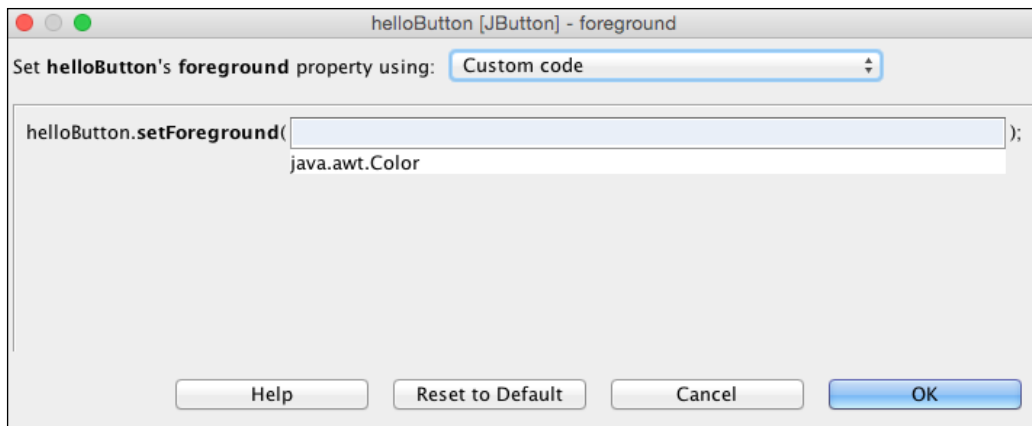 helloButton [JButton] - foreground
Set helloButton's foreground property using: Custom code
helloButton.setForeground( );
java.awt.Color
Help Reset to Default Cancel OK